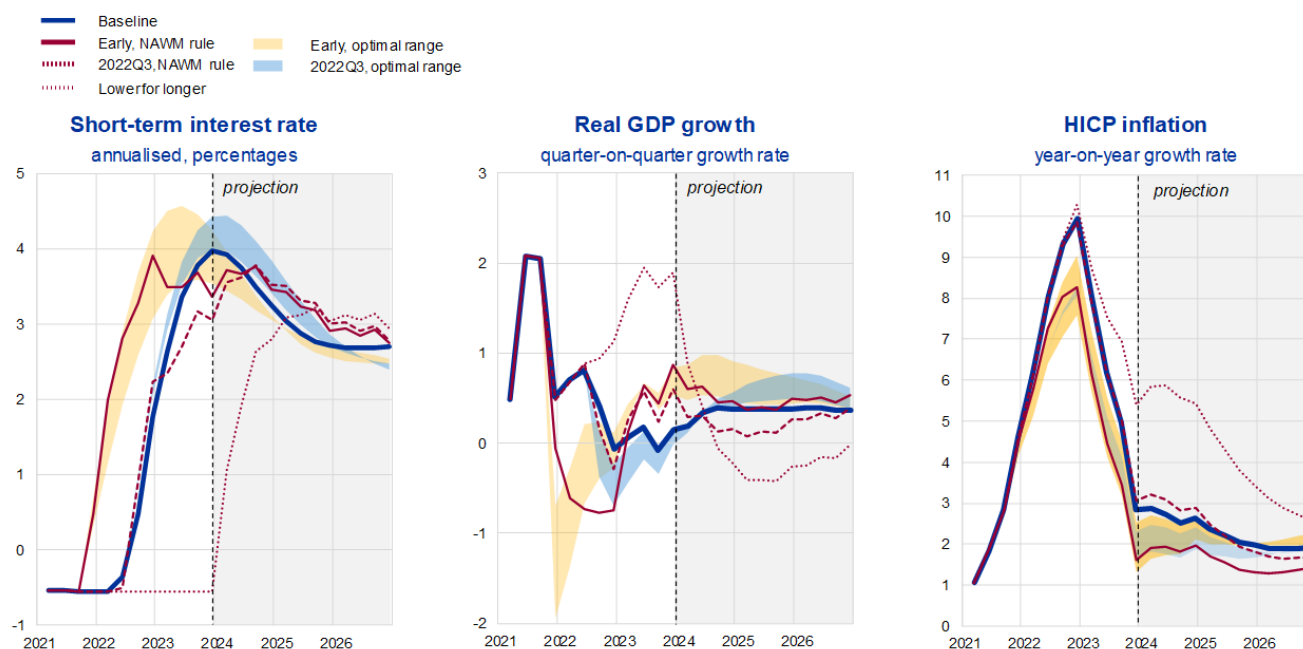 Baseline
Early, NAWM rule
Early, optimal range
2022Q3, NAWM rule
2022Q3, optimal range
Lower for longer
Short-term interest rate
annualised, percentages
5
4
3
2
1
0
-1
projection
2021 2022 2023 2024 2025 2026
Real GDP growth
quarter-on-quarter growth rate
3
2
1
0
-1
-2
projection
2021 2022 2023 2024 2025 2026
HICP inflation
year-on-year growth rate
11
10
9
8
7
6
5
4
3
2
1
0
projection
2021 2022 2023 2024 2025 2026